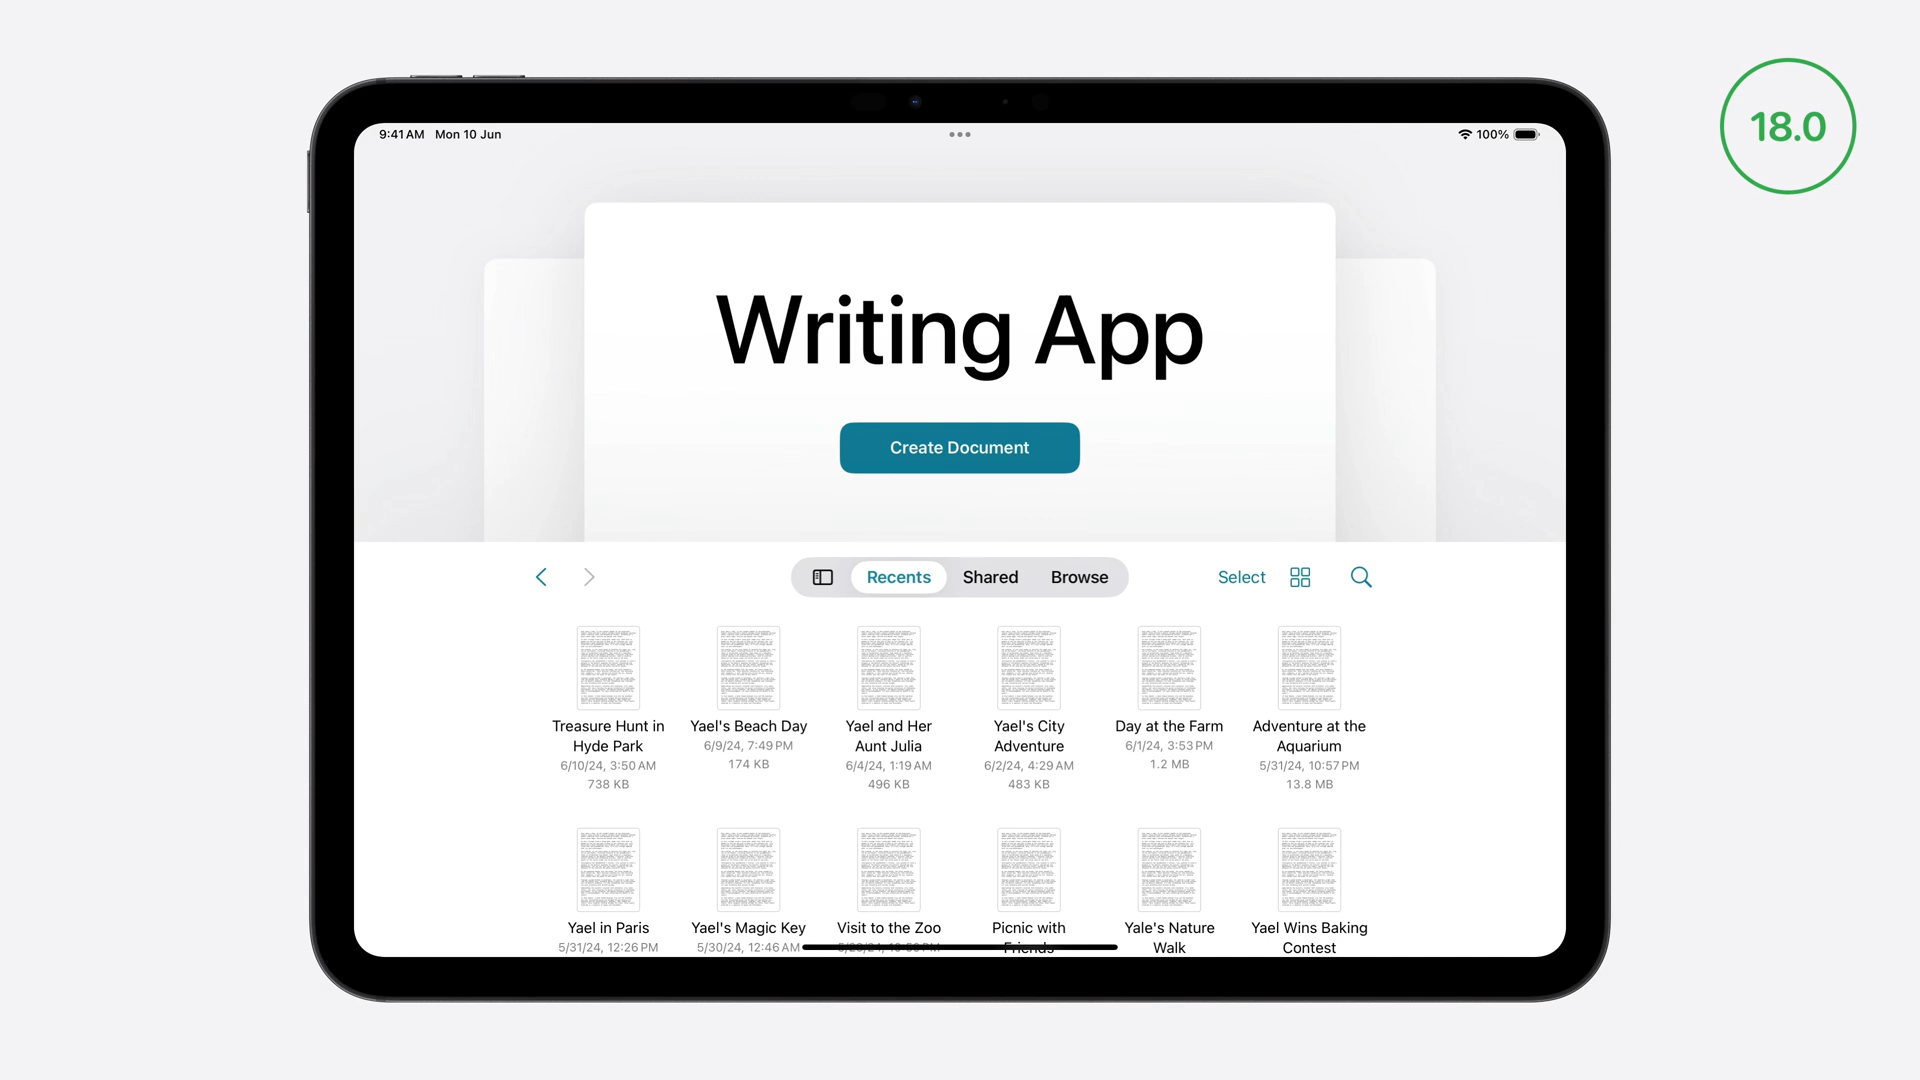 18.0
9:41 AM Mon 10 Jun
100%
Writing App
Create Document
Recents Shared Browse
Select
Treasure Hunt in
Hyde Park
6/10/24, 3:50 AM
738 KB
Yael's Beach Day
6/9/24, 7:49 PM
174 KB
Yael and Her
Aunt Julia
6/4/24, 1:19 AM
496 KB
Yael's City
Adventure
6/2/24, 4:29 AM
483 KB
Day at the Farm
6/1/24, 3:53 PM
1.2 MB
Adventure at the
Aquarium
5/31/24, 10:57 PM
13.8 MB
Yael in Paris
5/31/24, 12:26 PM
Yael's Magic Key
5/30/24, 12:46 AM
Visit to the Zoo
Picnic with
Friends
Yale's Nature
Walk
Yael Wins Baking
Contest